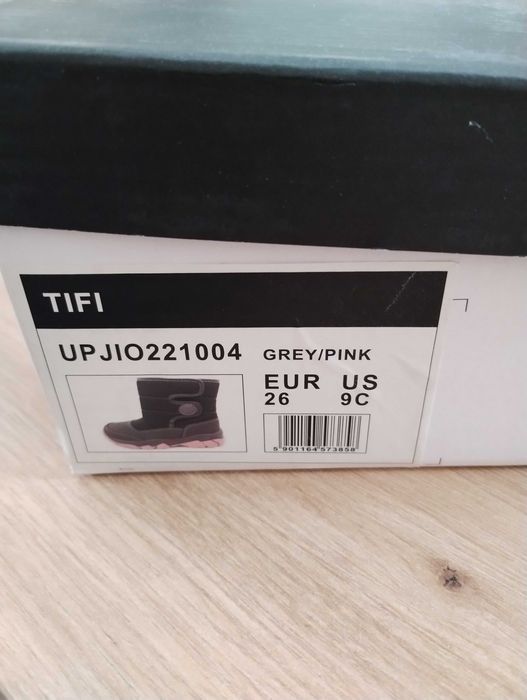 TIFI
UPJIO221004 GREY/PINK
EUR US
26 9C
5901164573858